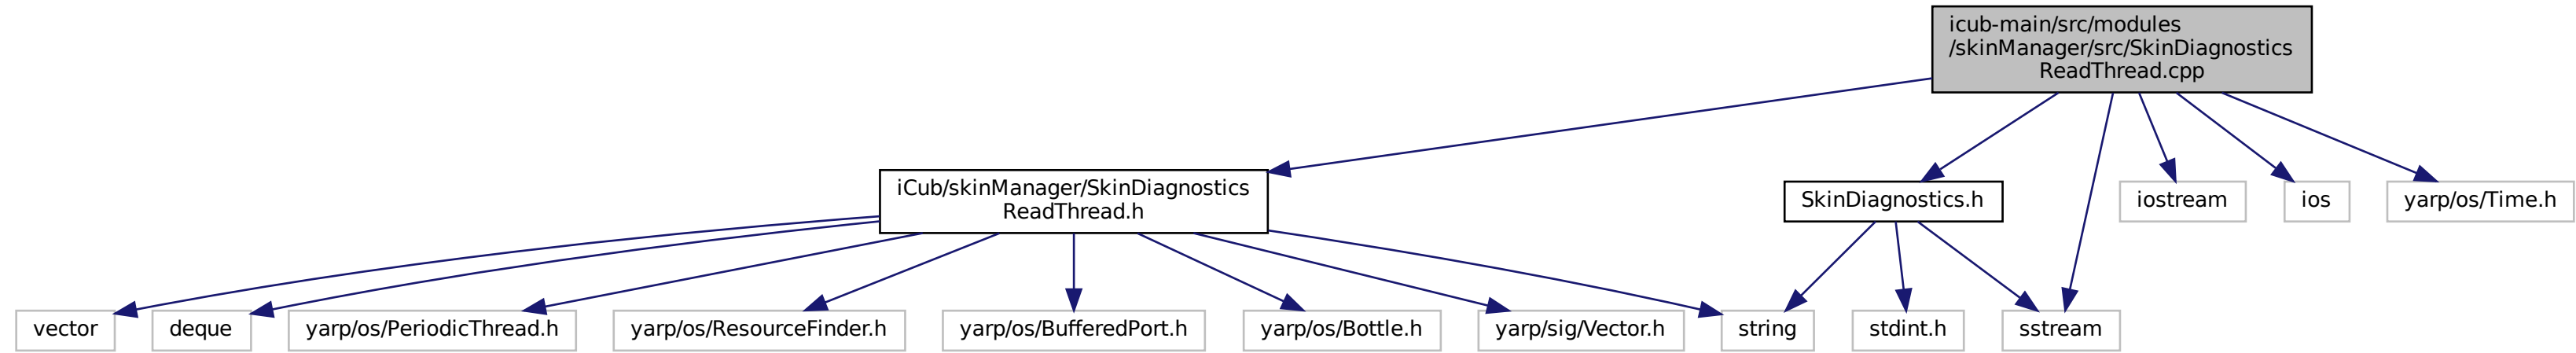 icub-main/src/modules
/skinManager/src/SkinDiagnostics
ReadThread.cpp
iCub/skinManager/SkinDiagnostics
ReadThread.h
SkinDiagnostics.h
iostream
ios
yarp/os/Time.h
vector
deque
yarp/os/PeriodicThread.h
yarp/os/ResourceFinder.h
yarp/os/BufferedPort.h
yarp/os/Bottle.h
yarp/sig/Vector.h
string
stdint.h
sstream